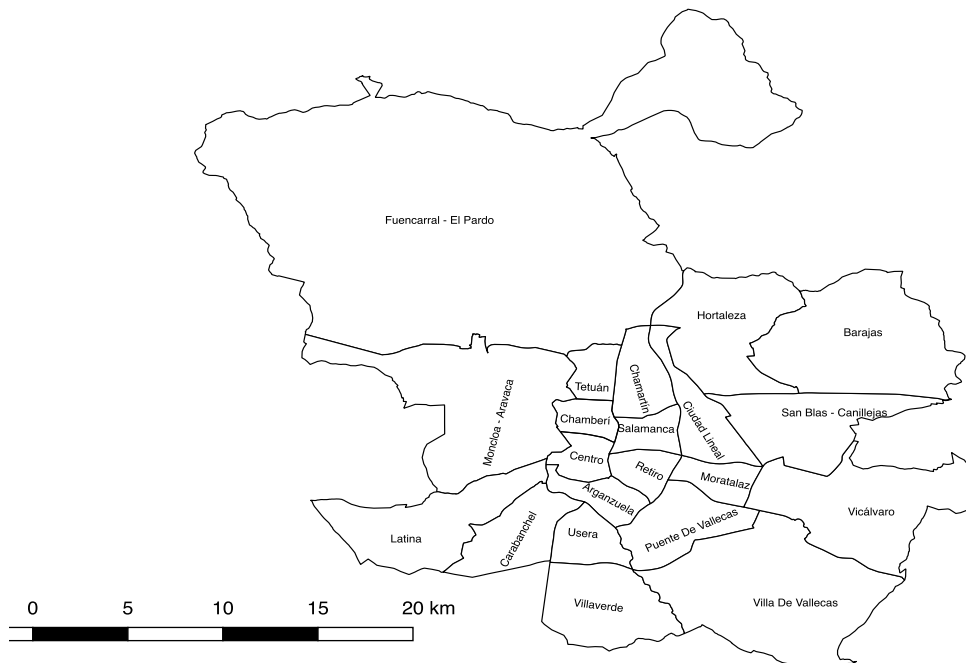 Fuencarral - El Pardo
Hortaleza
Barajas
Chamartín
Tetuán
Moncloa - Aravaca
San Blas - Canillejas
Chamberí
Salamanca
Ciudad Lineal
Centro
Retiro
Moratalaz
Arganzuela
Vicálvaro
Puente De Vallecas
Latina
Carabanchel
Usera
Villaverde
Villa De Vallecas
0 5 10 15 20 km